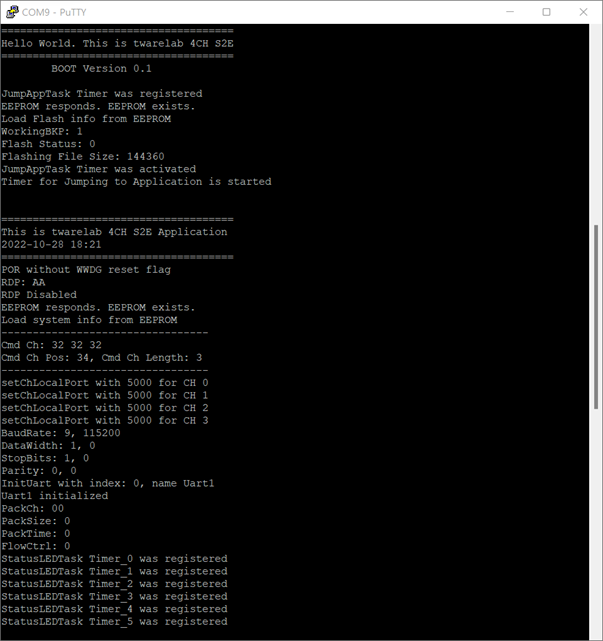 COM9 - PuTTY
=====================================
Hello World. This is twarelab 4CH S2E
=====================================
        BOOT Version 0.1
JumpAppTask Timer was registered
EEPROM responds. EEPROM exists.
Load Flash info from EEPROM
WorkingBKP: 1
Flash Status: 0
Flashing File Size: 144360
JumpAppTask Timer was activated
Timer for Jumping to Application is started
=====================================
This is twarelab 4CH S2E Application
2022-10-28 18:21
=====================================
POR without WWDG reset flag
RDP: AA
RDP Disabled
EEPROM responds. EEPROM exists.
Load system info from EEPROM
---------------------------------
Cmd Ch: 32 32 32
Cmd Ch Pos: 34, Cmd Ch Length: 3
---------------------------------
setChLocalPort with 5000 for CH 0
setChLocalPort with 5000 for CH 1
setChLocalPort with 5000 for CH 2
setChLocalPort with 5000 for CH 3
BaudRate: 9, 115200
DataWidth: 1, 0
StopBits: 1, 0
Parity: 0, 0
InitUart with index: 0, name Uart1
Uart1 initialized
PackCh: 00
PackSize: 0
PackTime: 0
FlowCtrl: 0
StatusLEDTask Timer_0 was registered
StatusLEDTask Timer_1 was registered
StatusLEDTask Timer_2 was registered
StatusLEDTask Timer_3 was registered
StatusLEDTask Timer_4 was registered
StatusLEDTask Timer_5 was registered